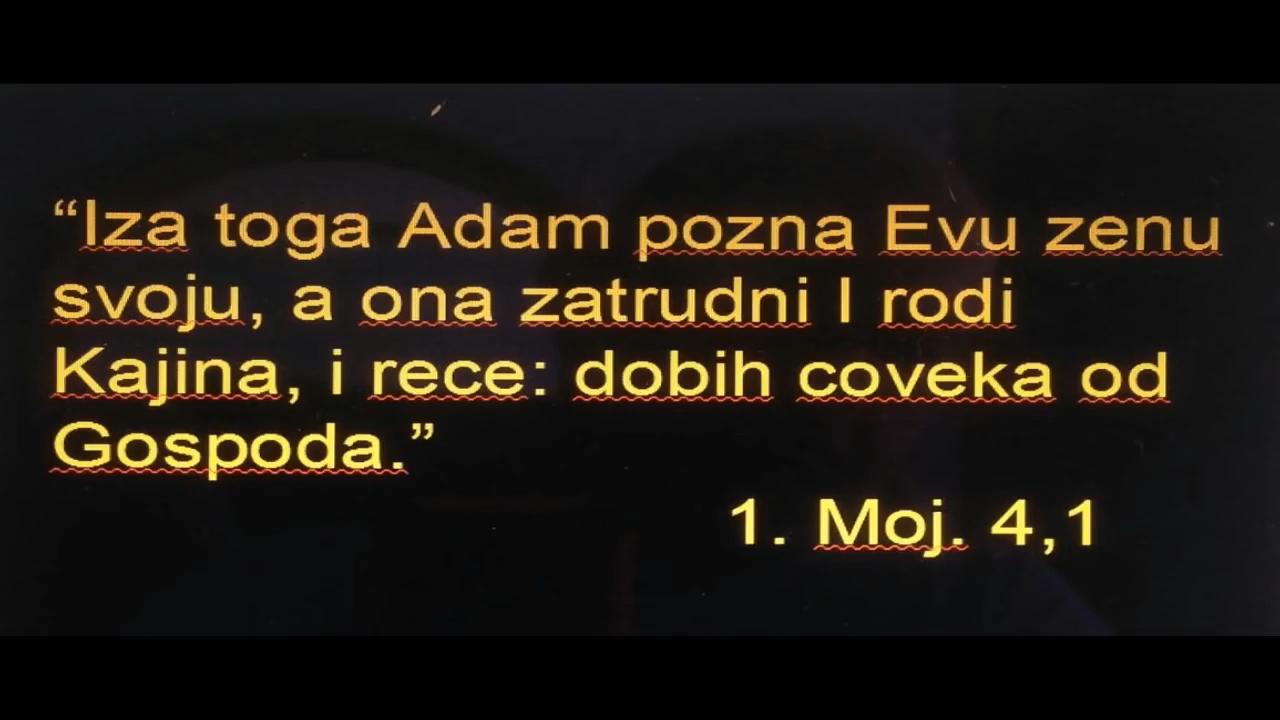 “Iza toga Adam pozna Evu zenu
svoju, a ona zatrudni I rodi
Kajina, i rece: dobih coveka od
Gospoda.”
1. Moj. 4,1